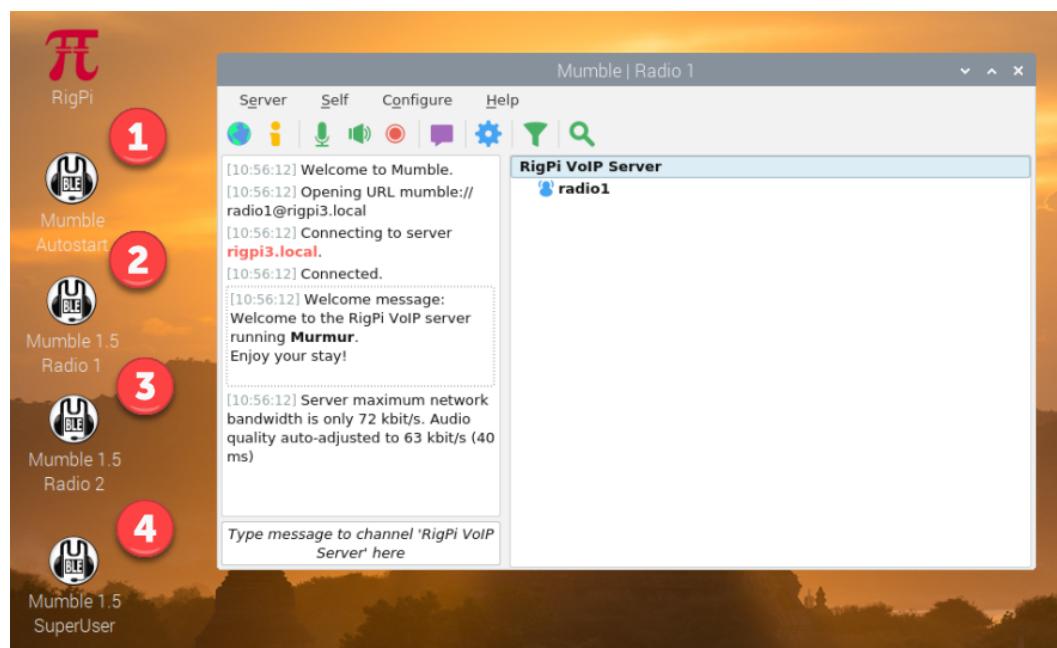 RigPi
1
Mumble
Autostart
2
Mumble 1.5
Radio 1
3
Mumble 1.5
Radio 2
4
Mumble 1.5
SuperUser
BLE
BLE
BLE
BLE
Mumble | Radio 1
Server Self Configure Help
[10:56:12] Welcome to Mumble.
[10:56:12] Opening URL mumble://
radio1@rigpi3.local
[10:56:12] Connecting to server
rigpi3.local.
[10:56:12] Connected.
[10:56:12] Welcome message:
Welcome to the RigPi VoIP server
running Murmur.
Enjoy your stay!
[10:56:12] Server maximum network
bandwidth is only 72 kbit/s. Audio
quality auto-adjusted to 63 kbit/s (40
ms)
Type message to channel 'RigPi VoIP
Server' here
RigPi VoIP Server
radio1